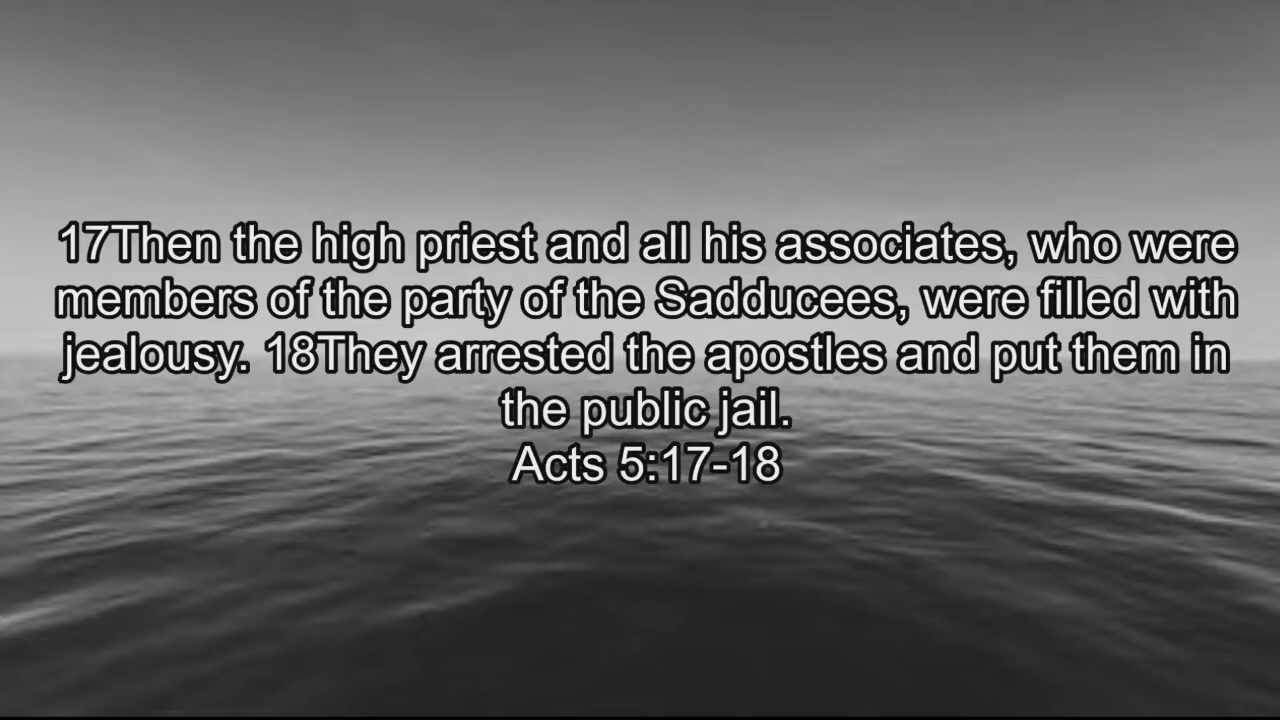 17Then the high priest and all his associates, who were
members of the party of the Sadducees, were filled with
jealousy. 18They arrested the apostles and put them in
the public jail.
Acts 5:17-18